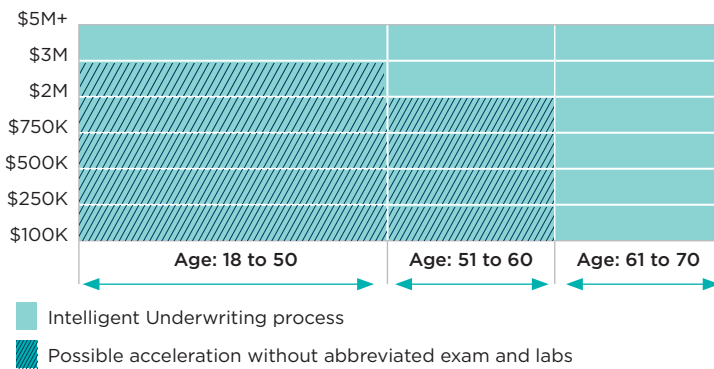 $5M+
$3M
$2M
$750K
$500K
$250K
$100K
Age: 18 to 50 Age: 51 to 60 Age: 61 to 70
Intelligent Underwriting process
Possible acceleration without abbreviated exam and labs